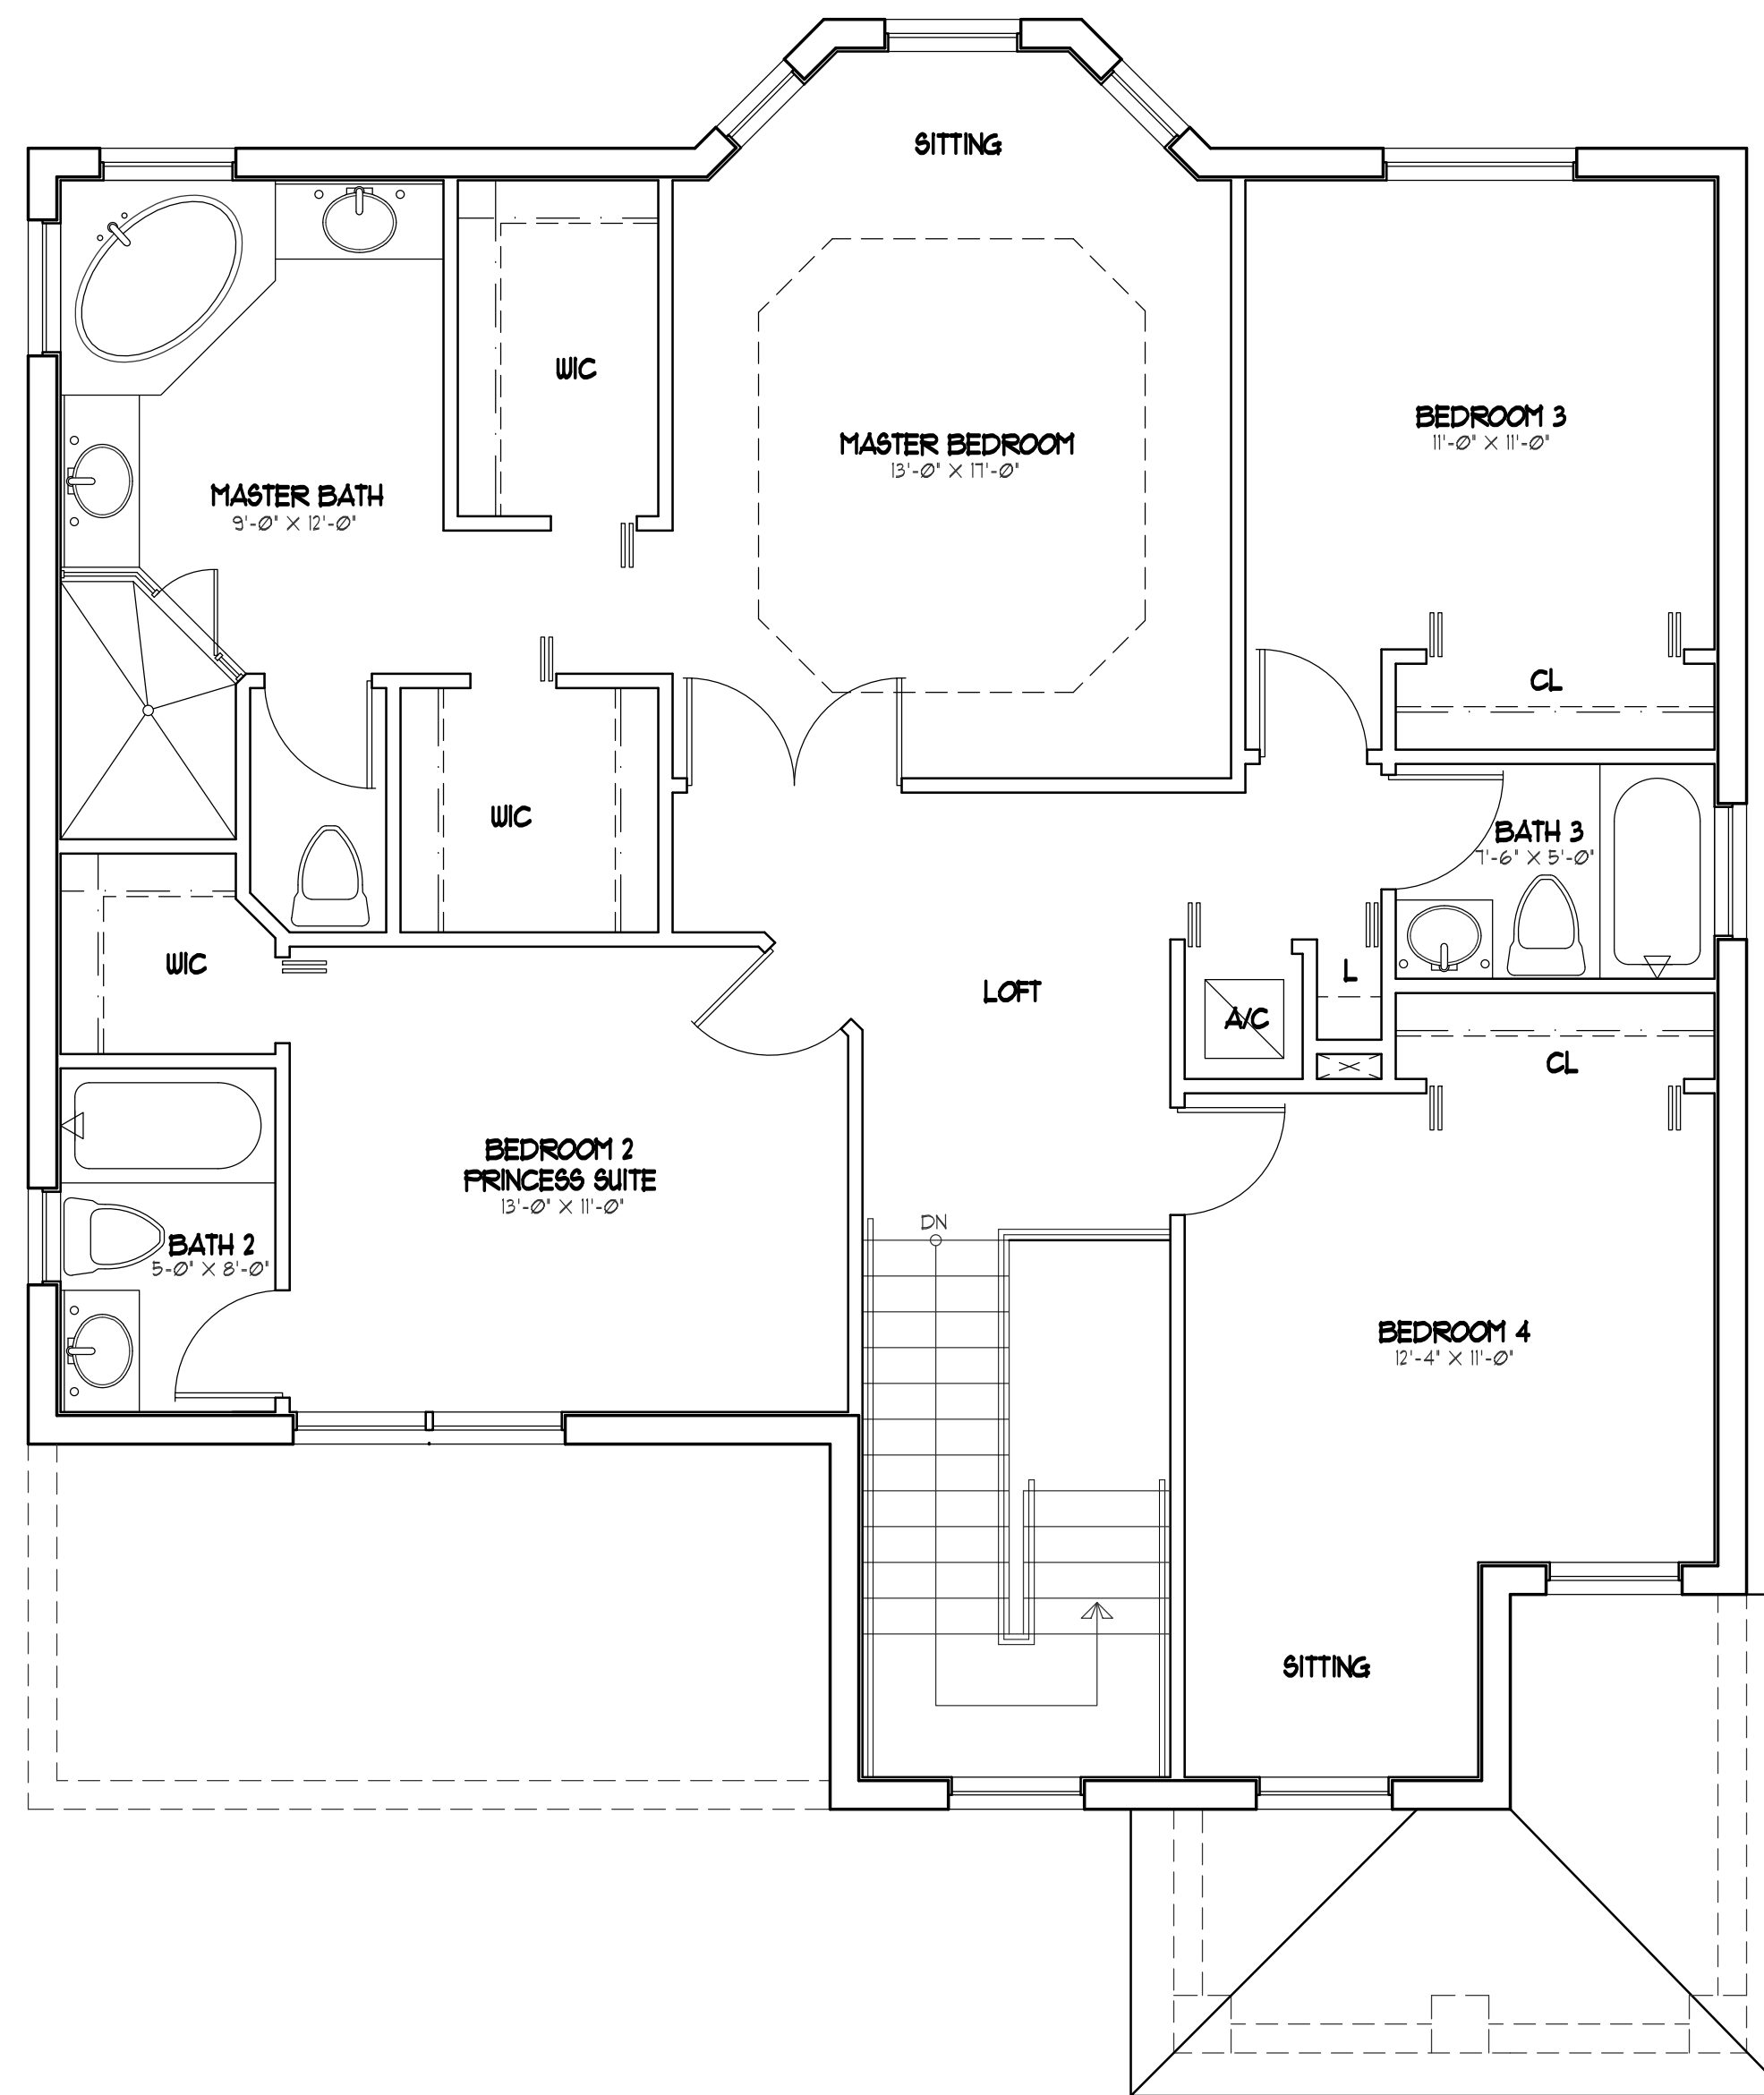 SITTING
WIC
MASTER BEDROOM
13'-0" X 17'-0"
BEDROOM 3
11'-0" X 11'-0"
MASTER BATH
9'-0" X 12'-0"
CL
WIC
BATH 3
7'-6" X 5'-0"
WIC
LOFT
L
A/C
CL
BEDROOM 2
PRINCESS SUITE
13'-0" X 11'-0"
DN
BATH 2
5-0" X 8'-0"
BEDROOM 4
12'-4" X 11'-0"
SITTING